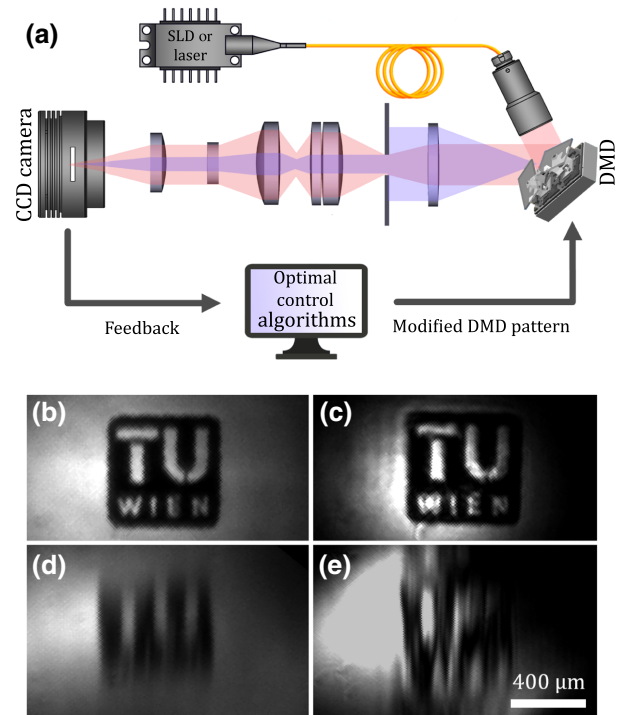 (a)
SLD or
laser
CCD camera
DMD
Optimal
control
algorithms
Feedback
Modified DMD pattern
(b)
TU
WIEN
(c)
TU
WIEN
(d)
(e)
400 μm